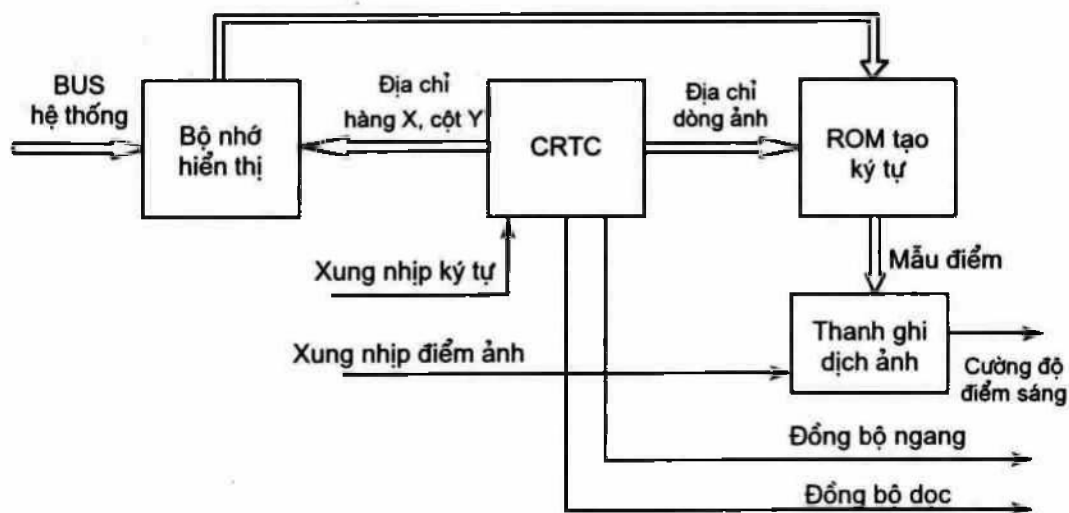 BUS
hệ thống
Bộ nhớ
hiển thị
Địa chỉ
hàng X, cột Y
CRTC
Địa chỉ
dòng ảnh
ROM tạo
ký tự
Xung nhịp ký tự
Mẫu điểm
Xung nhịp điểm ảnh
Thanh ghi
dịch ảnh
Cường độ
điểm sáng
Đồng bộ ngang
Đồng bộ dọc